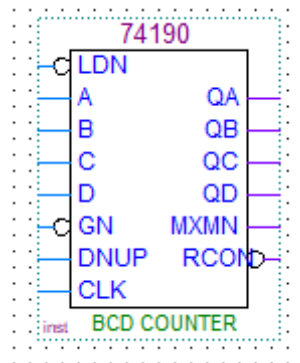 74190
LDN
A QA
B QB
C QC
D QD
GN MXMN
DNUP RCON
CLK
inst BCD COUNTER